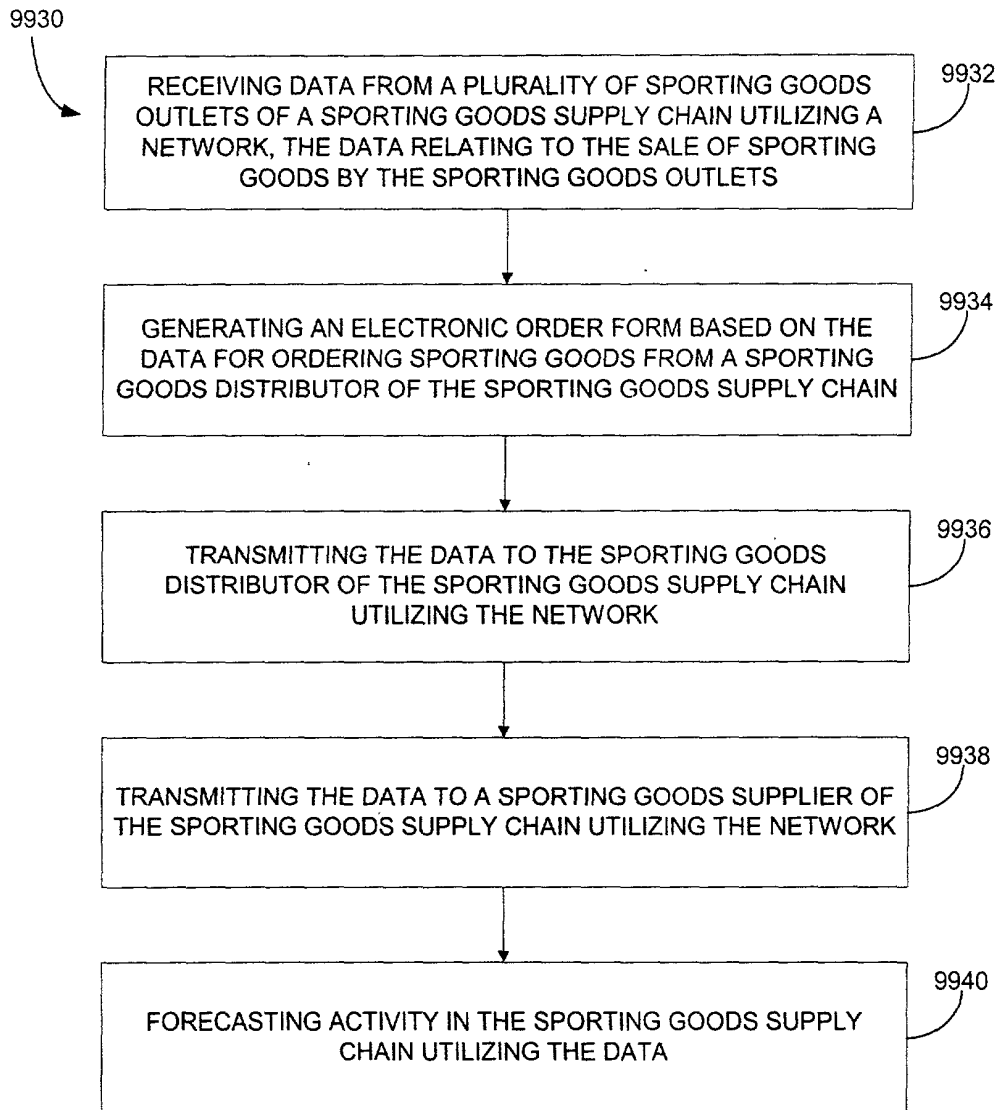 9930
RECEIVING DATA FROM A PLURALITY OF SPORTING GOODS
OUTLETS OF A SPORTING GOODS SUPPLY CHAIN UTILIZING A
NETWORK, THE DATA RELATING TO THE SALE OF SPORTING
GOODS BY THE SPORTING GOODS OUTLETS
9932
GENERATING AN ELECTRONIC ORDER FORM BASED ON THE
DATA FOR ORDERING SPORTING GOODS FROM A SPORTING
GOODS DISTRIBUTOR OF THE SPORTING GOODS SUPPLY CHAIN
9934
TRANSMITTING THE DATA TO THE SPORTING GOODS
DISTRIBUTOR OF THE SPORTING GOODS SUPPLY CHAIN
UTILIZING THE NETWORK
9936
TRANSMITTING THE DATA TO A SPORTING GOODS SUPPLIER OF
THE SPORTING GOODS SUPPLY CHAIN UTILIZING THE NETWORK
9938
FORECASTING ACTIVITY IN THE SPORTING GOODS SUPPLY
CHAIN UTILIZING THE DATA
9940